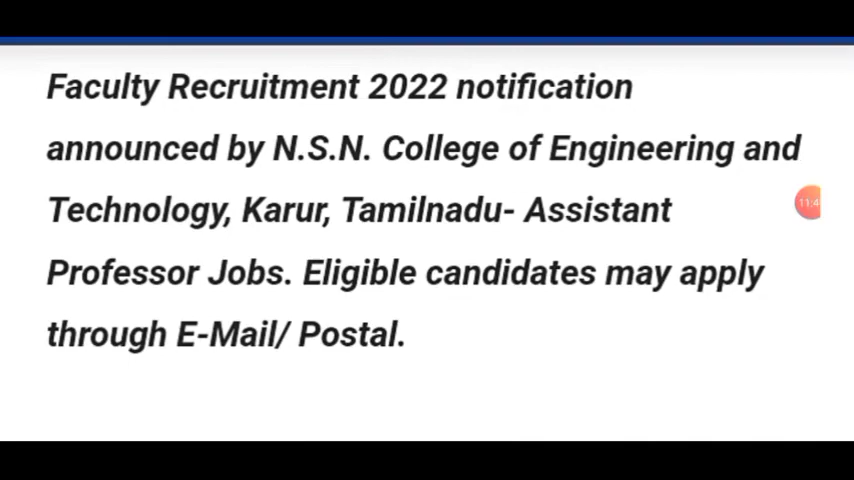 Faculty Recruitment 2022 notification
announced by N.S.N. College of Engineering and
Technology, Karur, Tamilnadu- Assistant
Professor Jobs. Eligible candidates may apply
through E-Mail/ Postal.